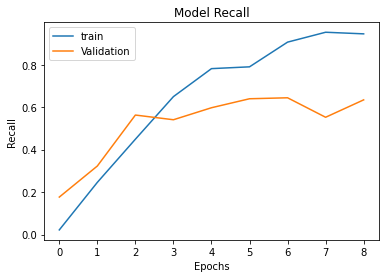 Model Recall
train
Validation
Recall
0.8
0.6
0.4
0.2
0.0
0 1 2 3 4 5 6 7 8
Epochs